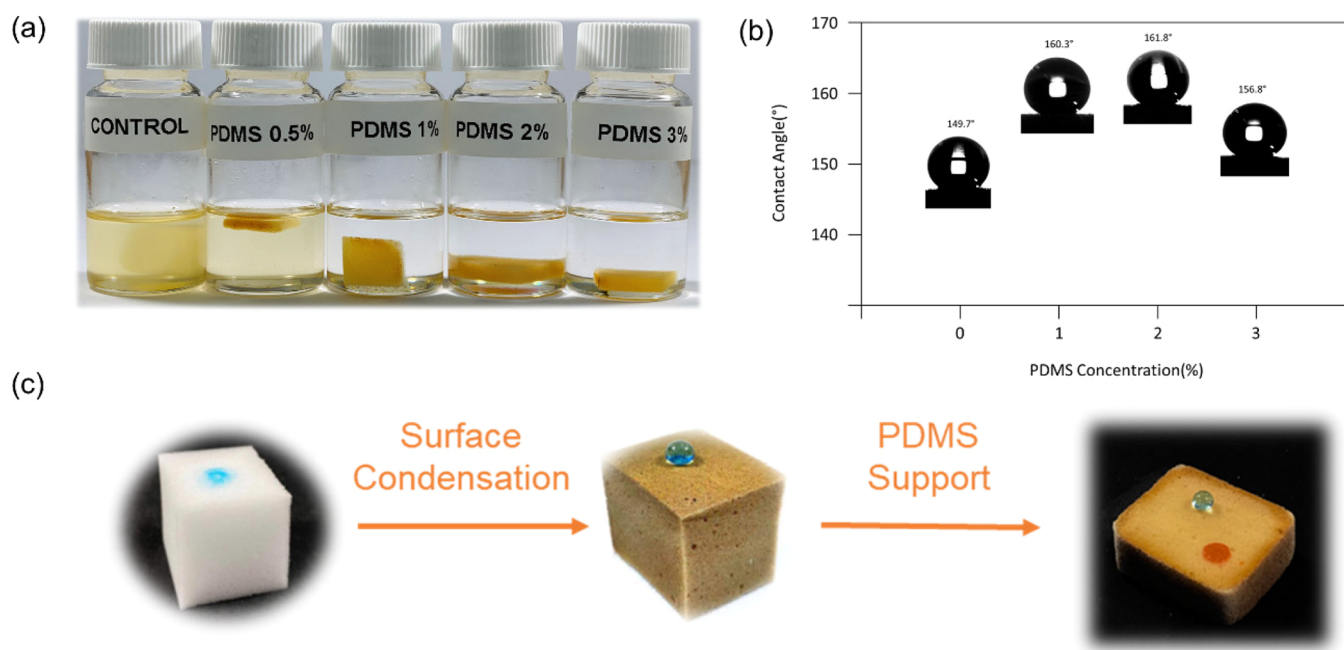 (a)
CONTROL
PDMS 0.5%
PDMS 1%
PDMS 2%
PDMS 3%
(b)
170
160
150
140
Contact Angle(°)
149.7°
160.3°
161.8°
156.8°
0
1
2
3
PDMS Concentration(%)
(c)
Surface
Condensation
PDMS
Support